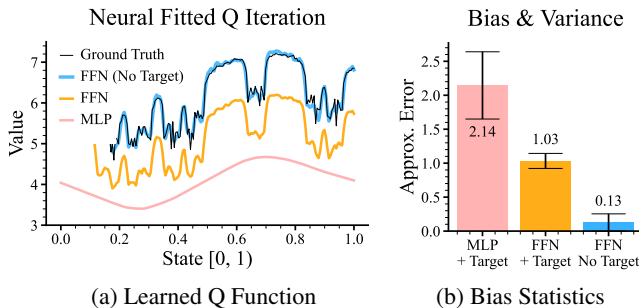 Neural Fitted Q Iteration
Ground Truth
FFN (No Target)
FFN
MLP
Value
7
6
5
4
3
0.0 0.2 0.4 0.6 0.8 1.0
State [0, 1)
(a) Learned Q Function
Bias & Variance
Approx. Error
2.5
2.0
1.5
1.0
0.5
0.0
2.14
1.03
0.13
MLP FFN FFN
+ Target + Target No Target
(b) Bias Statistics